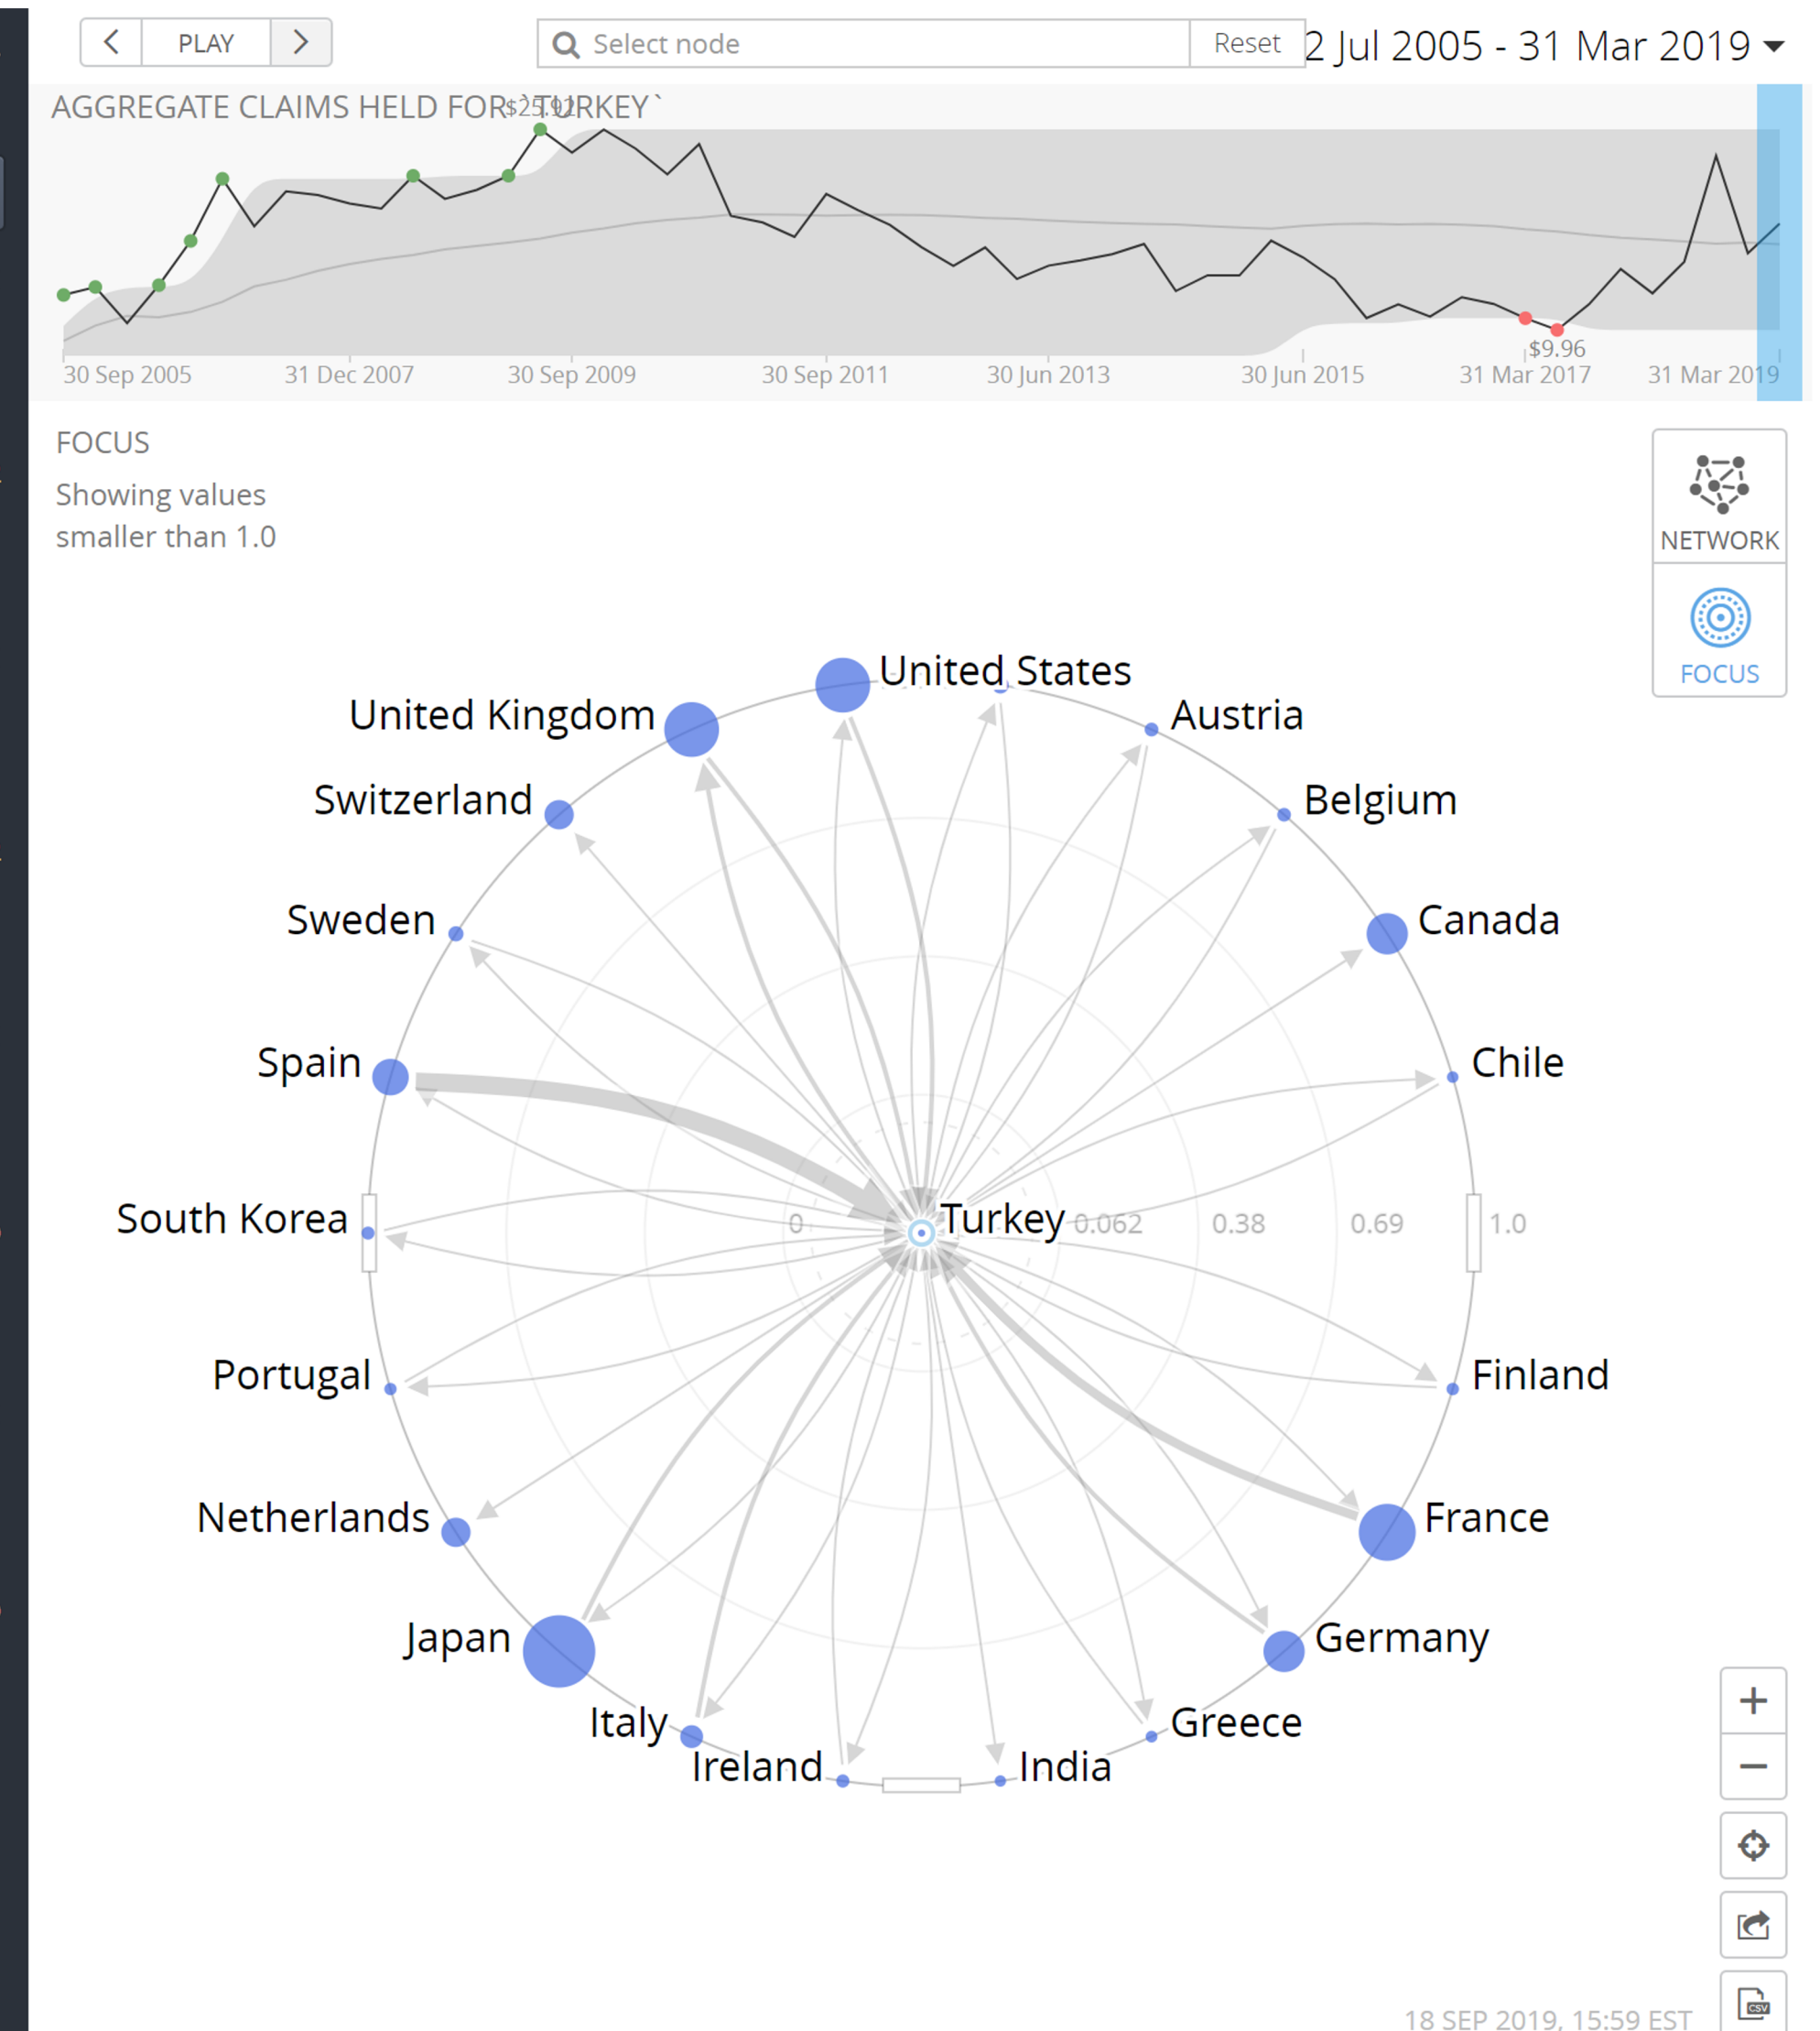 PLAY
Select node
Reset
2 Jul 2005 - 31 Mar 2019
AGGREGATE CLAIMS HELD FOR `TURKEY`
$25.92
$9.96
30 Sep 2005
31 Dec 2007
30 Sep 2009
30 Sep 2011
30 Jun 2013
30 Jun 2015
31 Mar 2017
31 Mar 2019
FOCUS
Showing values
smaller than 1.0
NETWORK
FOCUS
United States
United Kingdom
Austria
Switzerland
Belgium
Sweden
Canada
Spain
Chile
South Korea
0
Turkey
0.062
0.38
0.69
1.0
Portugal
Finland
Netherlands
France
Japan
Germany
Italy
Greece
Ireland
India
+
−
CSV
18 SEP 2019, 15:59 EST